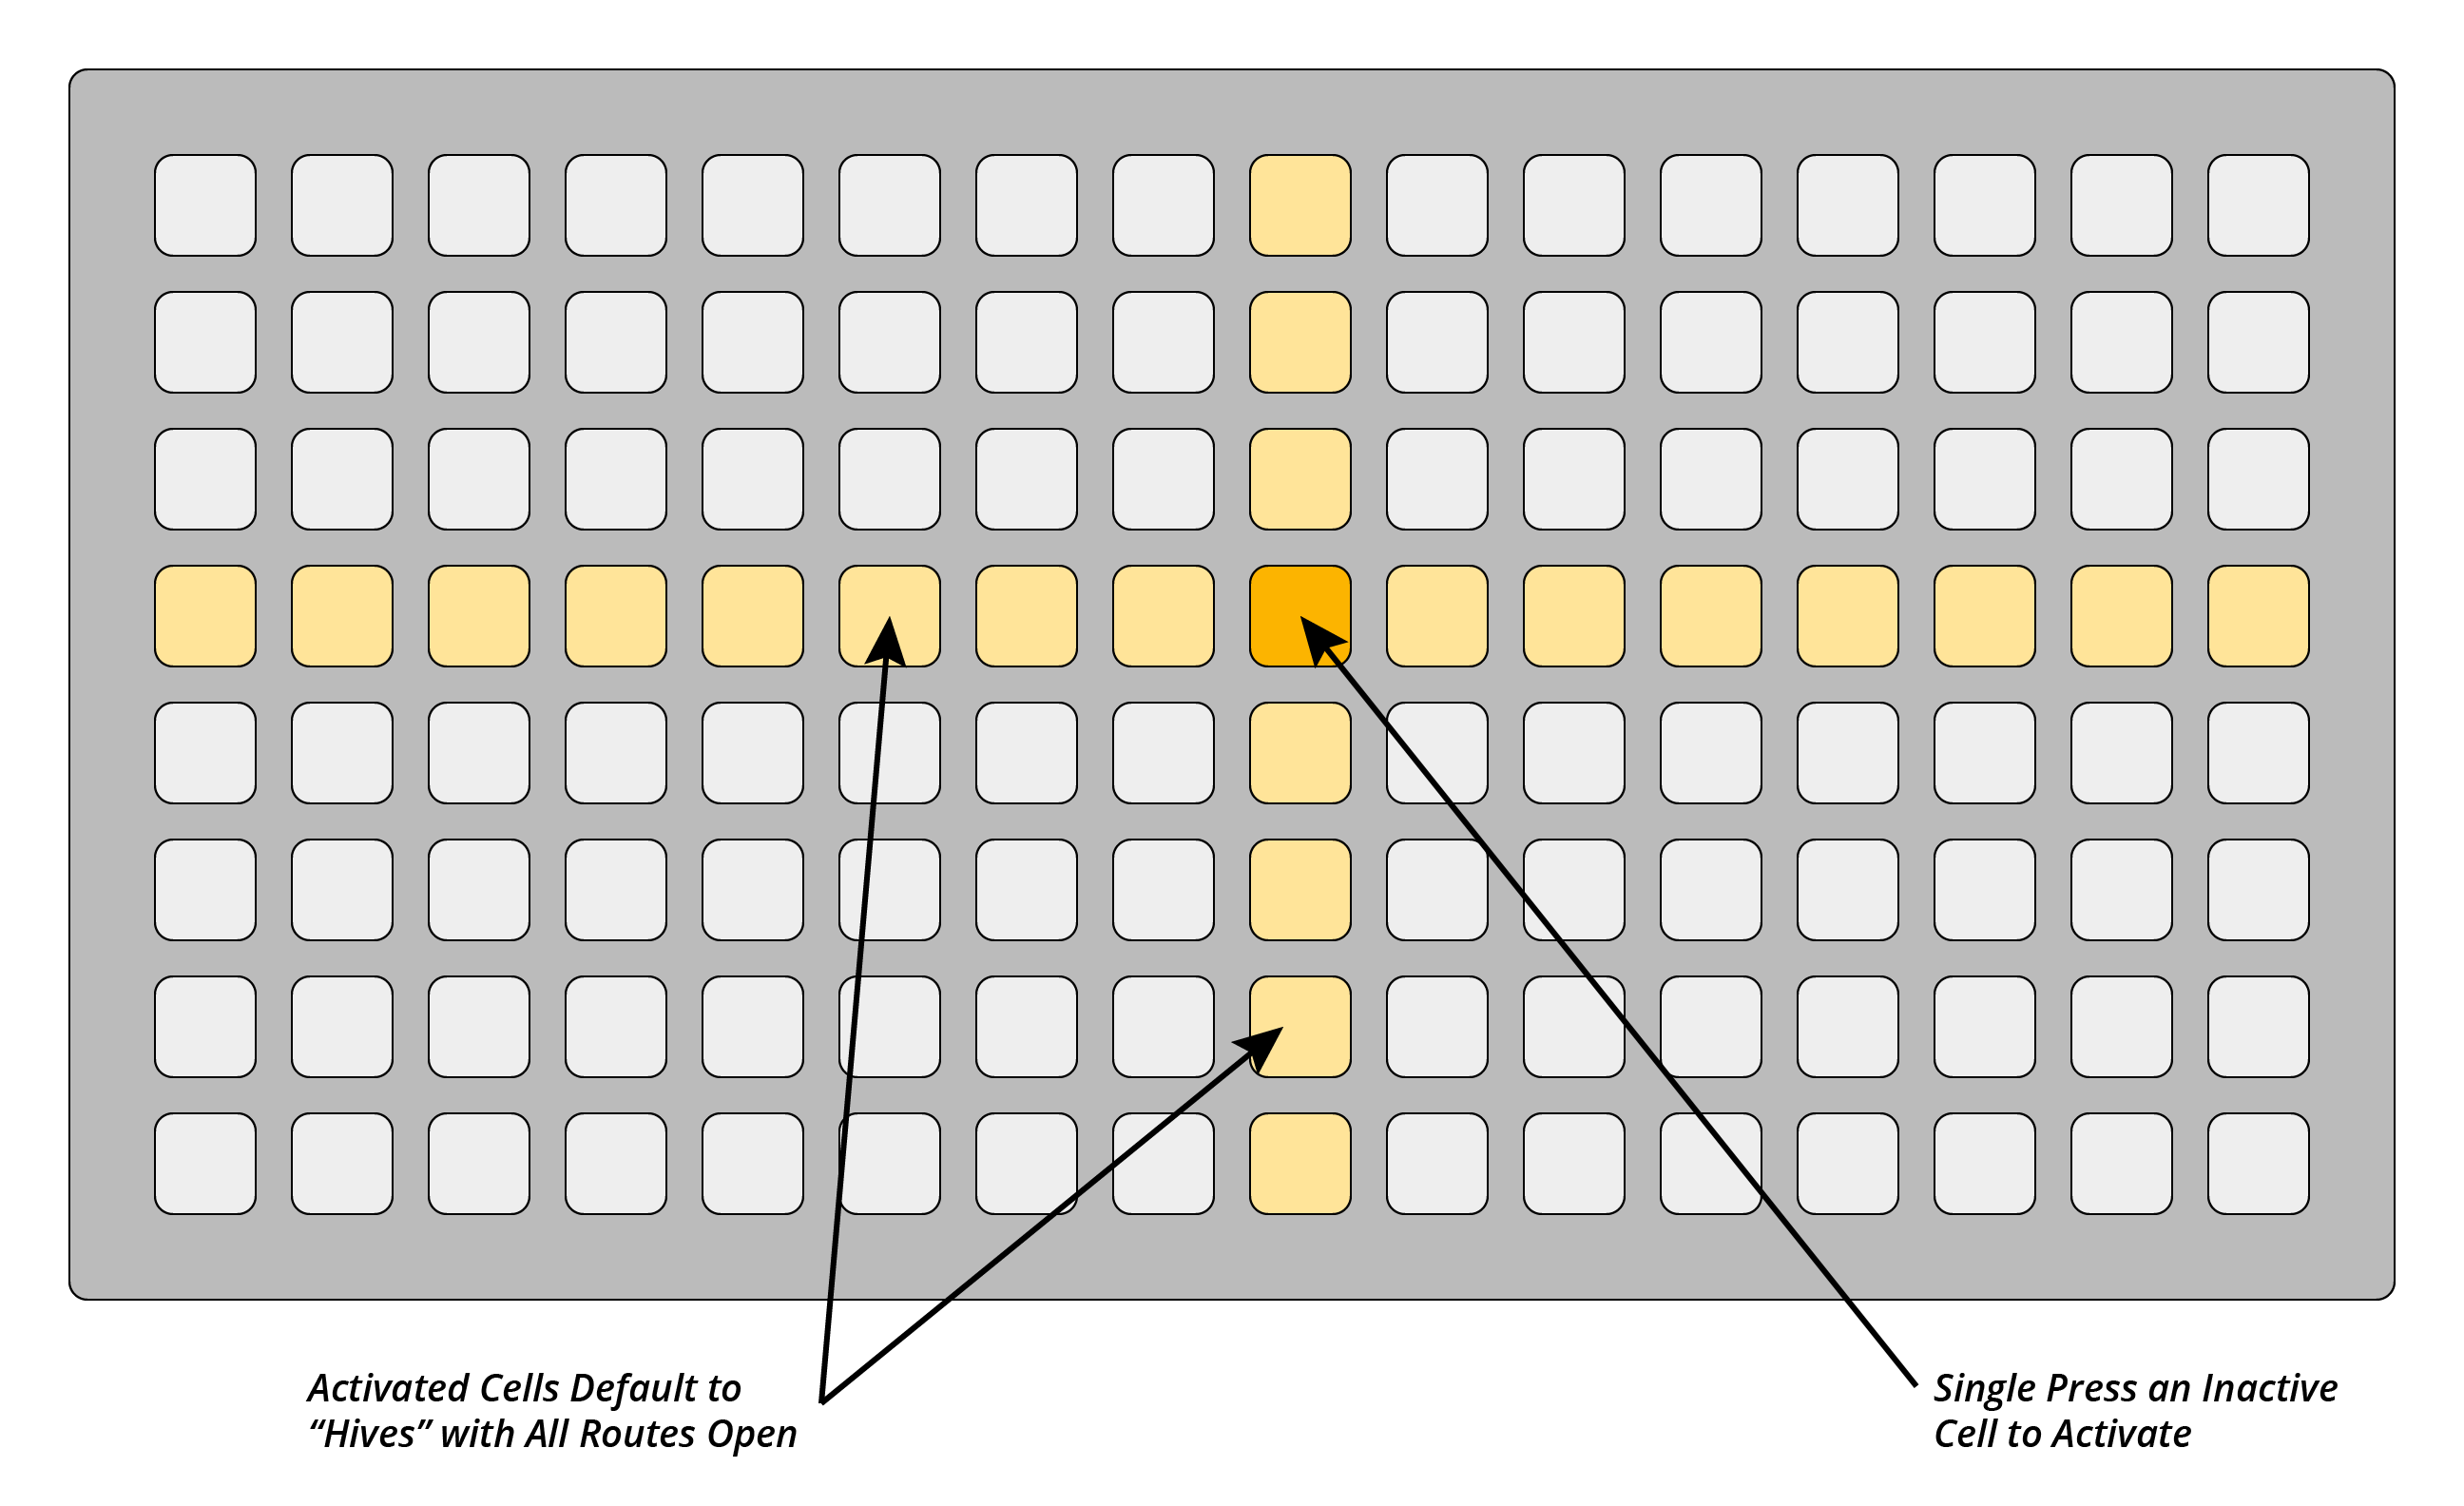 Activated Cells Default to
“Hives” with All Routes Open
Single Press an Inactive
Cell to Activate